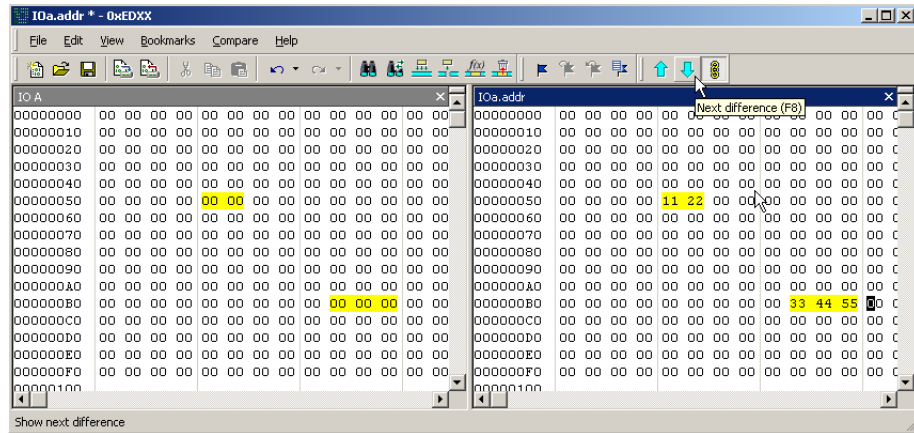 IOa.addr * - 0xEDXX
File Edit View Bookmarks Compare Help
IO A
00000000 00 00 00 00 00 00 00 00 00 00 00 00 00 00
00000010 00 00 00 00 00 00 00 00 00 00 00 00 00 00
00000020 00 00 00 00 00 00 00 00 00 00 00 00 00 00
00000030 00 00 00 00 00 00 00 00 00 00 00 00 00 00
00000040 00 00 00 00 00 00 00 00 00 00 00 00 00 00
00000050 00 00 00 00 00 00 00 00 00 00 00 00 00 00
00000060 00 00 00 00 00 00 00 00 00 00 00 00 00 00
00000070 00 00 00 00 00 00 00 00 00 00 00 00 00 00
00000080 00 00 00 00 00 00 00 00 00 00 00 00 00 00
00000090 00 00 00 00 00 00 00 00 00 00 00 00 00 00
000000A0 00 00 00 00 00 00 00 00 00 00 00 00 00 00
000000B0 00 00 00 00 00 00 00 00 00 00 00 00 00 00
000000C0 00 00 00 00 00 00 00 00 00 00 00 00 00 00
000000D0 00 00 00 00 00 00 00 00 00 00 00 00 00 00
000000E0 00 00 00 00 00 00 00 00 00 00 00 00 00 00
000000F0 00 00 00 00 00 00 00 00 00 00 00 00 00 00
00000100
IOa.addr
Next difference (F8)
00000000 00 00 00 00 00 00 00 00
00000010 00 00 00 00 00 00 00 00 00 00 00 00 00
00000020 00 00 00 00 00 00 00 00 00 00 00 00 00
00000030 00 00 00 00 00 00 00 00 00 00 00 00 00
00000040 00 00 00 00 00 00 00 00 00 00 00 00 00
00000050 00 00 00 00 11 22 00 00 00 00 00 00 00
00000060 00 00 00 00 00 00 00 00 00 00 00 00 00
00000070 00 00 00 00 00 00 00 00 00 00 00 00 00
00000080 00 00 00 00 00 00 00 00 00 00 00 00 00
00000090 00 00 00 00 00 00 00 00 00 00 00 00 00
000000A0 00 00 00 00 00 00 00 00 00 00 00 00 00
000000B0 00 00 00 00 00 00 00 00 00 33 44 55 00
000000C0 00 00 00 00 00 00 00 00 00 00 00 00 00
000000D0 00 00 00 00 00 00 00 00 00 00 00 00 00
000000E0 00 00 00 00 00 00 00 00 00 00 00 00 00
000000F0 00 00 00 00 00 00 00 00 00 00 00 00 00
00000100
Show next difference